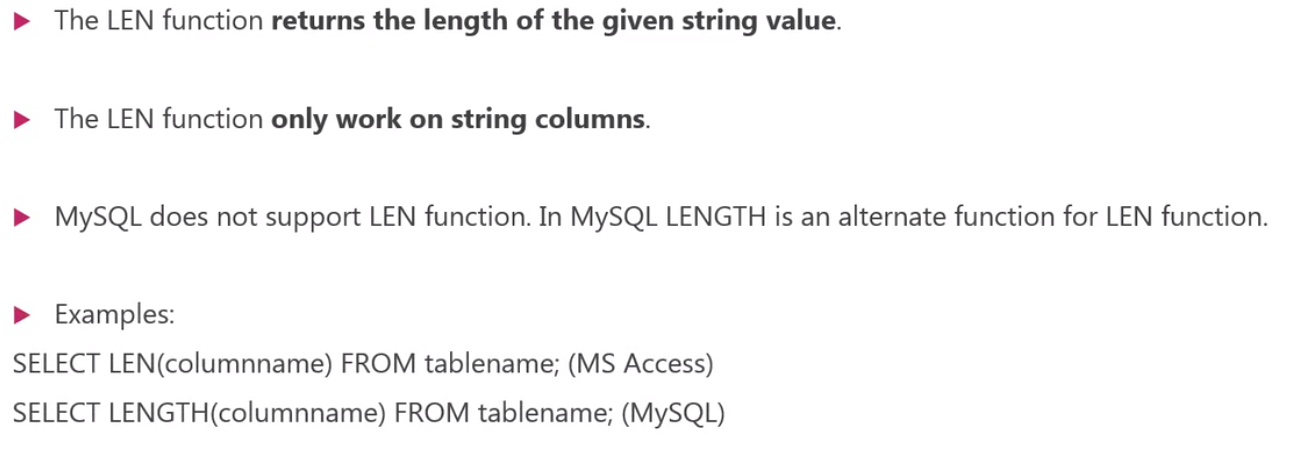 The LEN function returns the length of the given string value.
The LEN function only work on string columns.
MySQL does not support LEN function. In MySQL LENGTH is an alternate function for LEN function.
Examples:
SELECT LEN(columnname) FROM tablename; (MS Access)
SELECT LENGTH(columnname) FROM tablename; (MySQL)